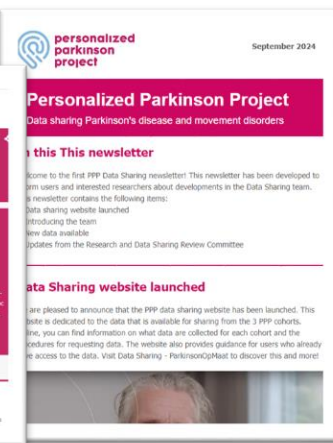 personalized
parkinson
project
September 2024
Personalized Parkinson Project
Data sharing Parkinson's disease and movement disorders
this This newsletter
to the first PPP Data Sharing newsletter! This newsletter has been developed to
users and interested researchers about developments in the Data Sharing team.
newsletter contains the following items:
Data sharing website launched
Introducing the team
New data available
Updates from the Research and Data Sharing Review Committee
Data Sharing website launched
are pleased to announce that the PPP data sharing website has been launched. This
is dedicated to the data that is available for sharing from the 3 PPP cohorts.
you can find information on what data are collected for each cohort and the
for requesting data. The website also provides guidance for users who already
access to the data. Visit Data Sharing - ParkinsonOpMaat to discover this and more!